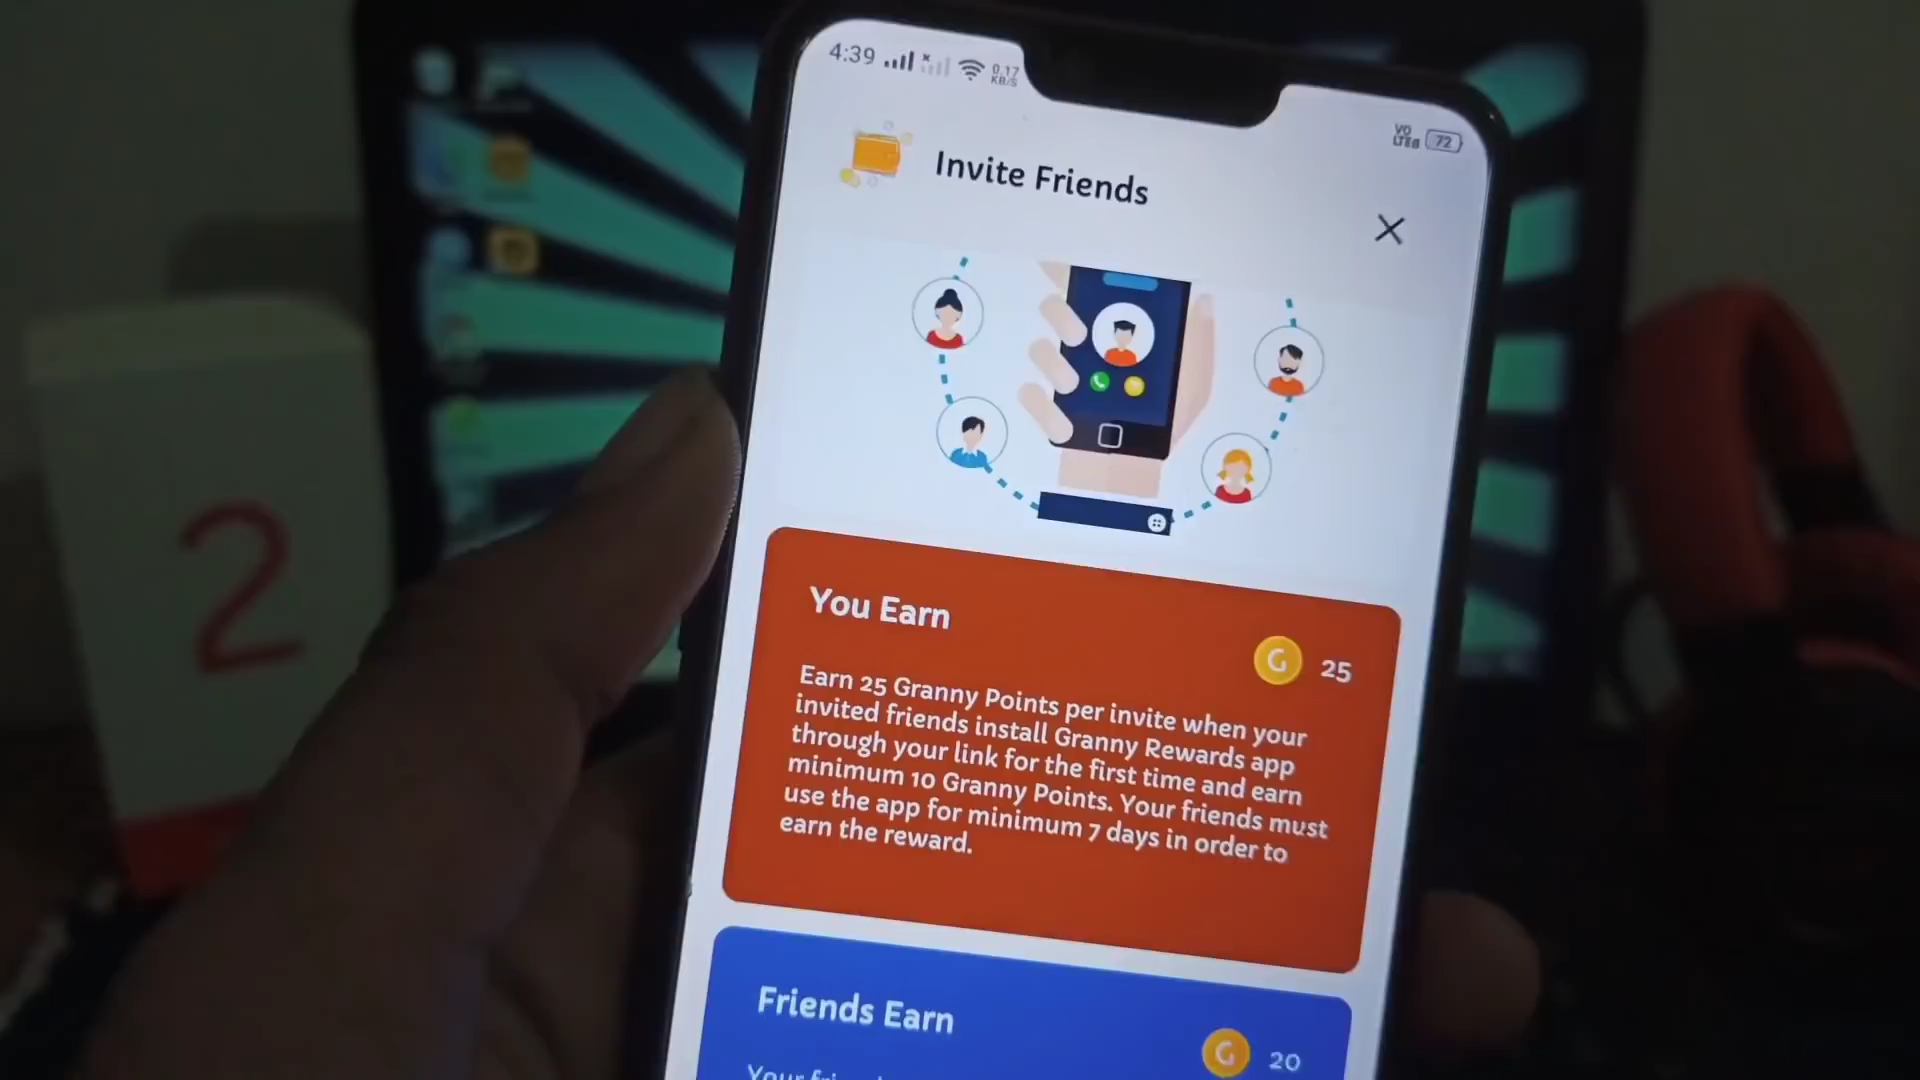 4:39
0.17
KB/S
VO
LTE
72
Invite Friends
You Earn
G 25
Earn 25 Granny Points per invite when your
invited friends install Granny Rewards app
through your link for the first time and earn
minimum 10 Granny Points. Your friends must
use the app for minimum 7 days in order to
earn the reward.
Friends Earn
G 20
2